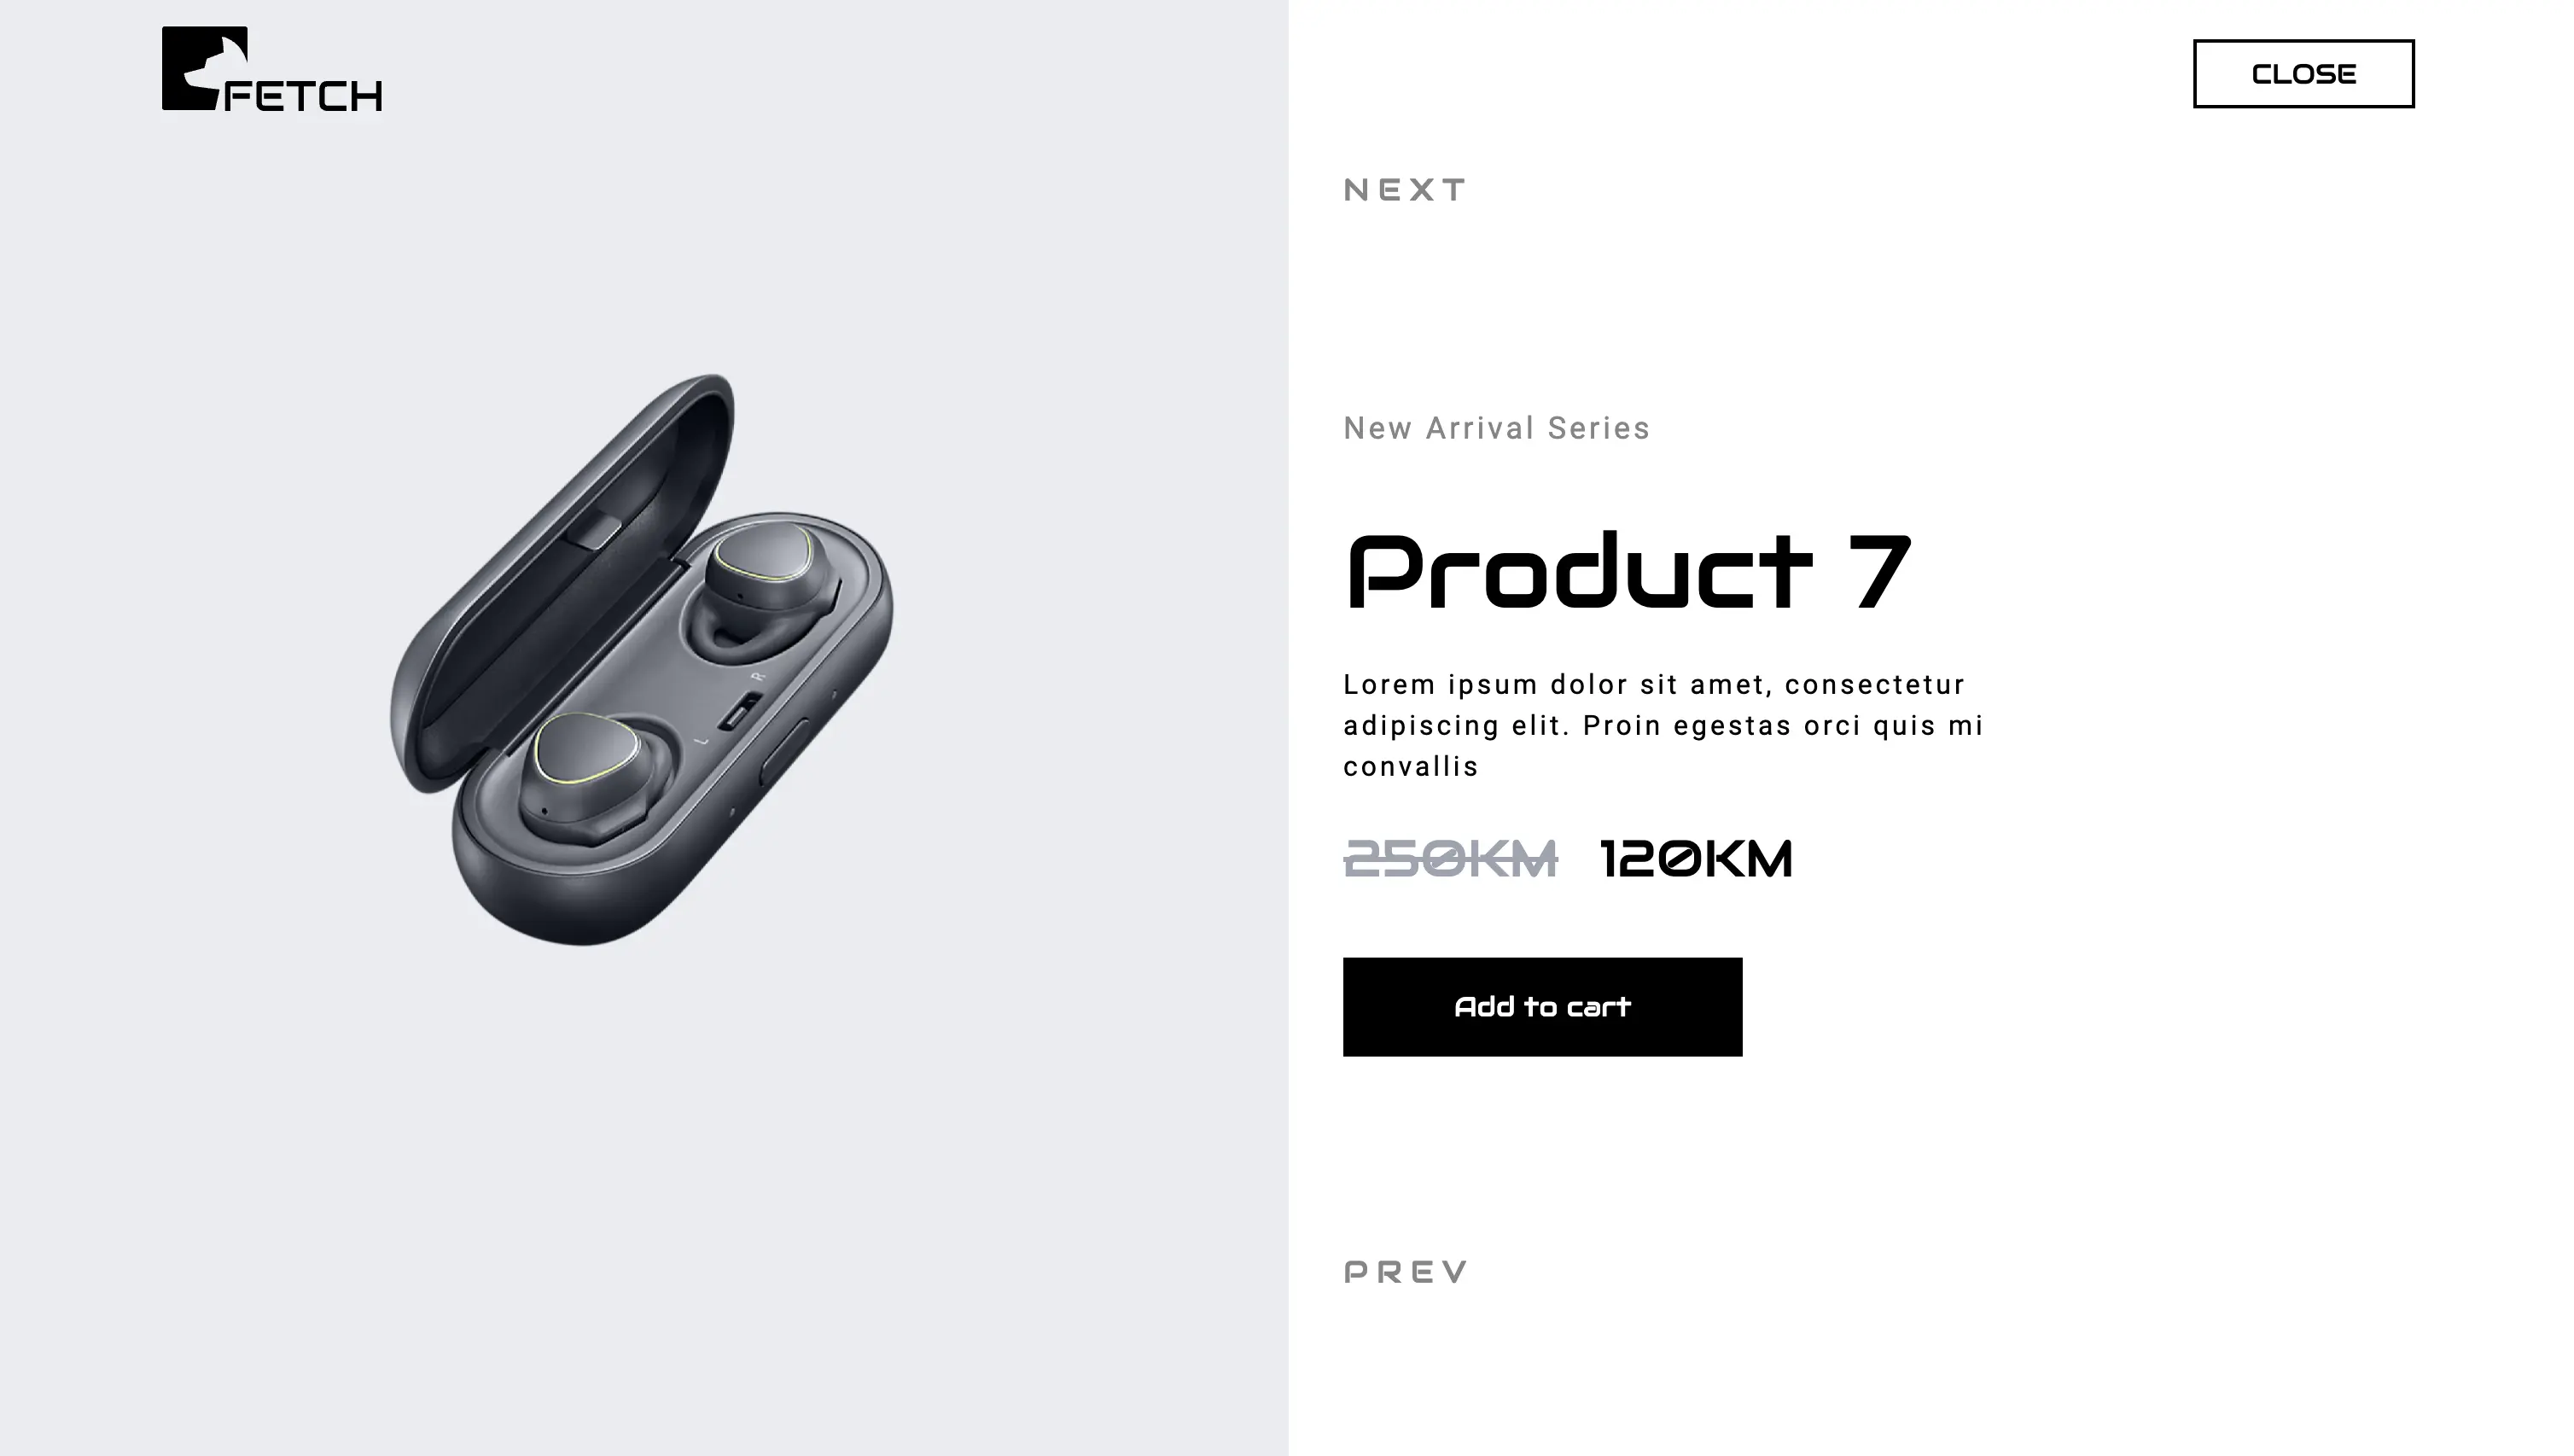 FETCH
CLOSE
NEXT
New Arrival Series
Product 7
Lorem ipsum dolor sit amet, consectetur
adipiscing elit. Proin egestas orci quis mi
convallis
250KM 120KM
Add to cart
PREV
R
L